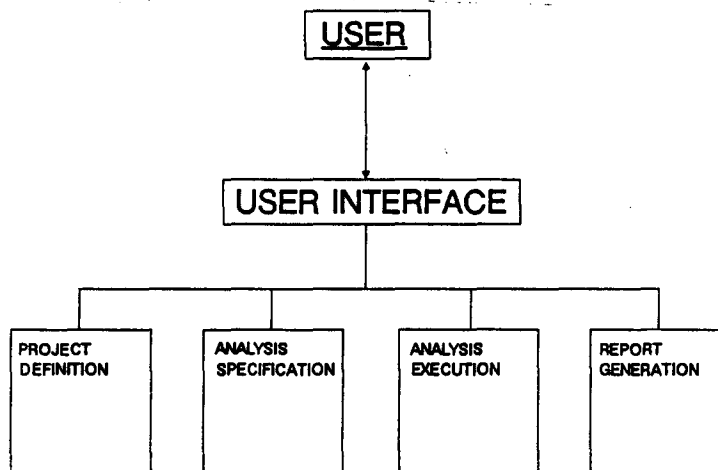 USER
USER INTERFACE
PROJECT
DEFINITION
ANALYSIS
SPECIFICATION
ANALYSIS
EXECUTION
REPORT
GENERATION